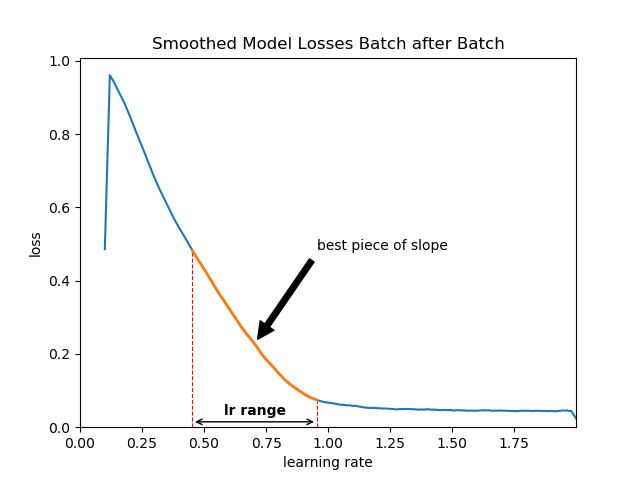 Smoothed Model Losses Batch after Batch
1.0
0.8
0.6
0.4
0.2
0.0
loss
best piece of slope
lr range
0.00 0.25 0.50 0.75 1.00 1.25 1.50 1.75
learning rate